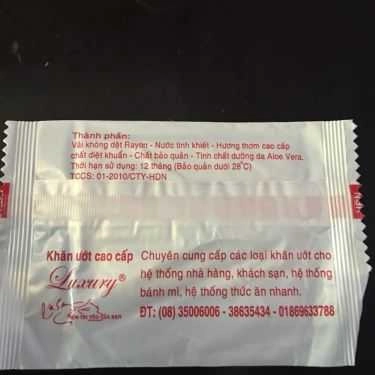 Thành phần:
Vải không dệt Rayon - Nước tinh khiết - Hương thơm cao cấp
chất diệt khuẩn - Chất bảo quản - Tinh chất dưỡng da Aloe Vera.
Thời hạn sử dụng: 12 tháng (Bảo quản dưới 28°C)
TCCS: 01-2010/CTY-HDN
Khăn ướt cao cấp
Luxury®
Chuyên cung cấp các loại khăn ướt cho
hệ thống nhà hàng, khách sạn, hệ thống
bánh mì, hệ thống thức ăn nhanh.
ĐT: (08) 35006006 - 38635434 - 01869633788